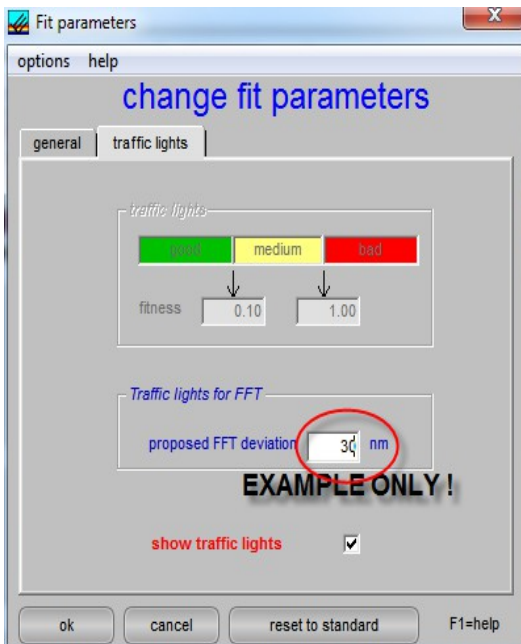 Fit parameters
X
options help
change fit parameters
general traffic lights
traffic lights
good medium bad
fitness 0.10 1.00
Traffic lights for FFT
proposed FFT deviation 30 nm
EXAMPLE ONLY !
show traffic lights
ok cancel reset to standard F1=help